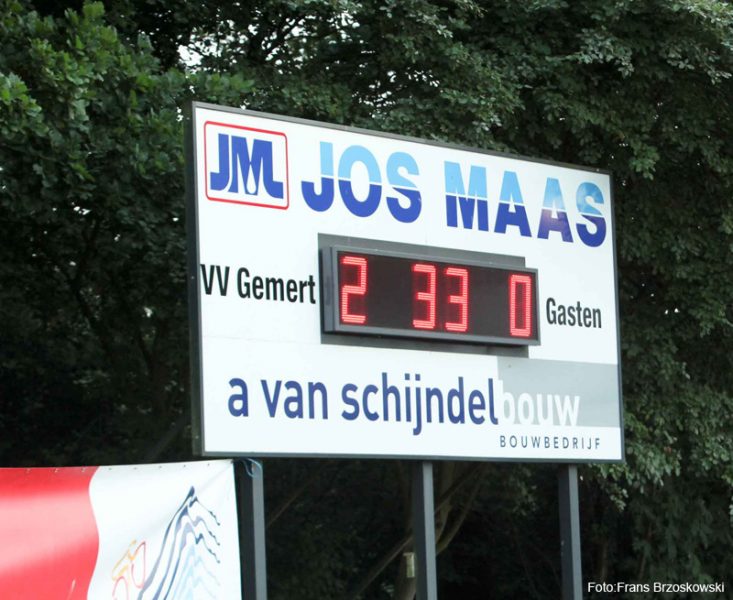 JML JOS MAAS
VV Gemert 2 33 0 Gasten
a van schijndelbouw
BOUWBEDRIJF
Foto:Frans Brzoskowski